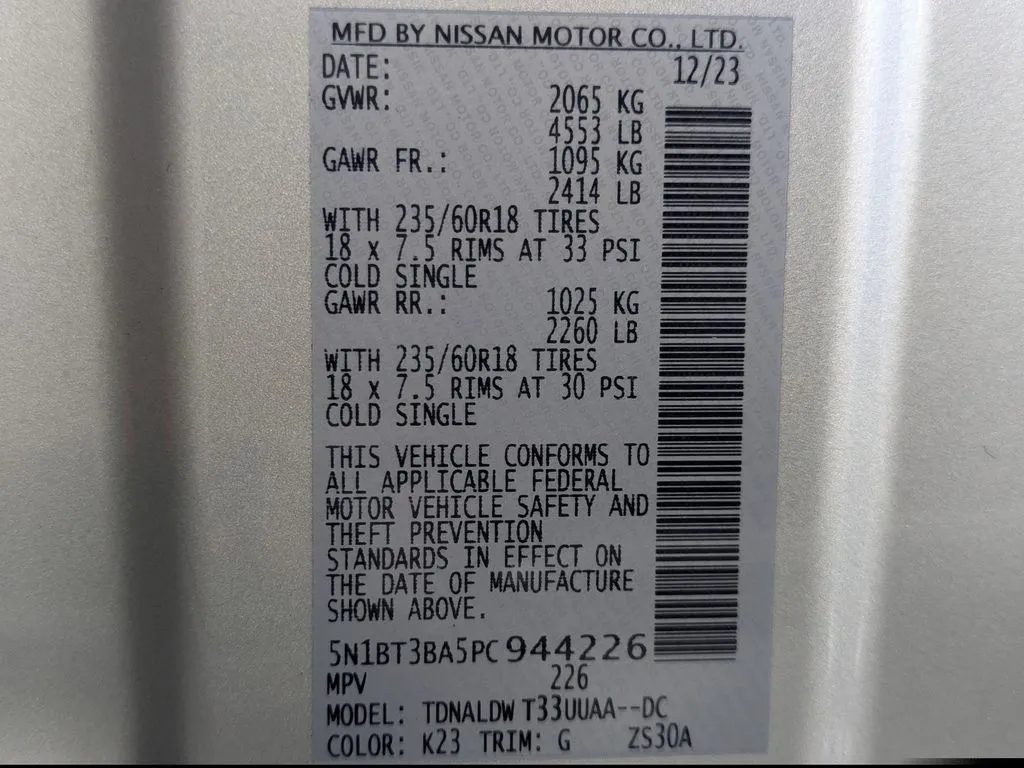 MFD BY NISSAN MOTOR CO., LTD.
DATE: 12/23
GVWR: 2065 KG
4553 LB
GAWR FR.: 1095 KG
2414 LB
WITH 235/60R18 TIRES
18 x 7.5 RIMS AT 33 PSI
COLD SINGLE
GAWR RR.: 1025 KG
2260 LB
WITH 235/60R18 TIRES
18 x 7.5 RIMS AT 30 PSI
COLD SINGLE
THIS VEHICLE CONFORMS TO
ALL APPLICABLE FEDERAL
MOTOR VEHICLE SAFETY AND
THEFT PREVENTION
STANDARDS IN EFFECT ON
THE DATE OF MANUFACTURE
SHOWN ABOVE.
5N1BT3BA5PC944226
MPV 226
MODEL: TDNALDW T33UUAA--DC
COLOR: K23 TRIM: G ZS30A